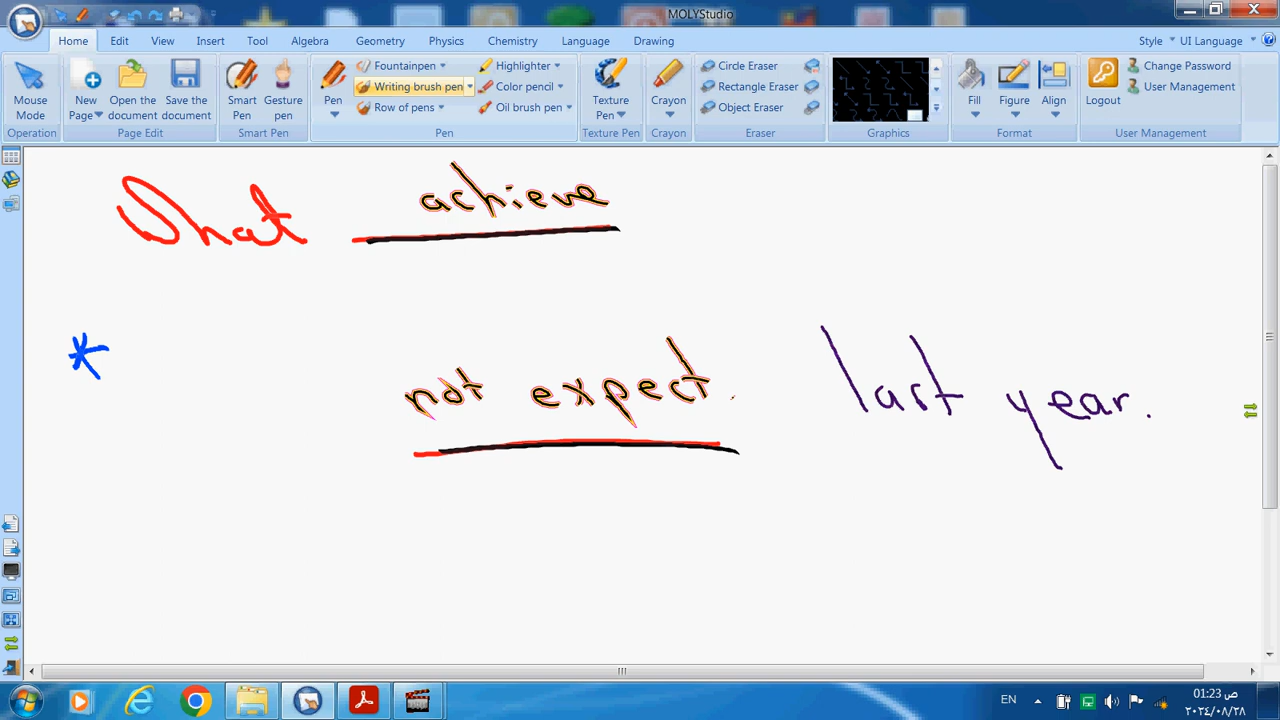 MOLYStudio
Home Edit View Insert Tool Algebra Geometry Physics Chemistry Language Drawing Style UI Language
Mouse Mode New Page Open the document Save the document Smart Pen Gesture pen Pen Fountainpen Writing brush pen Row of pens Highlighter Color pencil Oil brush pen Texture Pen Crayon Circle Eraser Rectangle Eraser Object Eraser Fill Figure Align Logout Change Password User Management
Operation Page Edit Smart Pen Pen Texture Pen Crayon Eraser Graphics Format User Management
What achieve
* not expect. last year.
EN 01:23 ص
٢٠٢٤/٠٨/٢٨